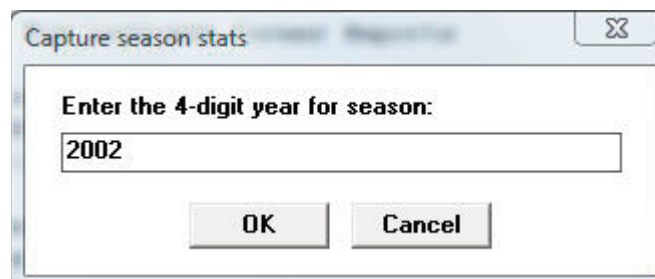 Capture season stats
Enter the 4-digit year for season:
2002
OK
Cancel